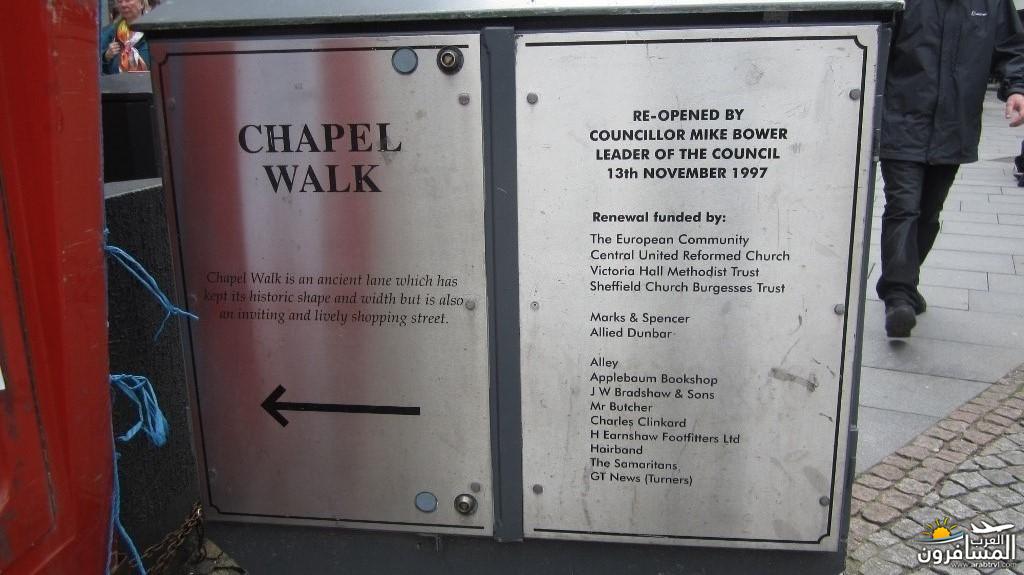 CHAPEL
WALK
Chapel Walk is an ancient lane which has
kept its historic shape and width but is also
an inviting and lively shopping street.
RE-OPENED BY
COUNCILLOR MIKE BOWER
LEADER OF THE COUNCIL
13th NOVEMBER 1997
Renewal funded by:
The European Community
Central United Reformed Church
Victoria Hall Methodist Trust
Sheffield Church Burgesses Trust
Marks & Spencer
Allied Dunbar
Alley
Applebaum Bookshop
J W Bradshaw & Sons
Mr Butcher
Charles Clinkard
H Earnshaw Footfitters Ltd
Hairband
The Samaritans
GT News (Turners)
العرب
المسافرون
www.arabtrvl.com